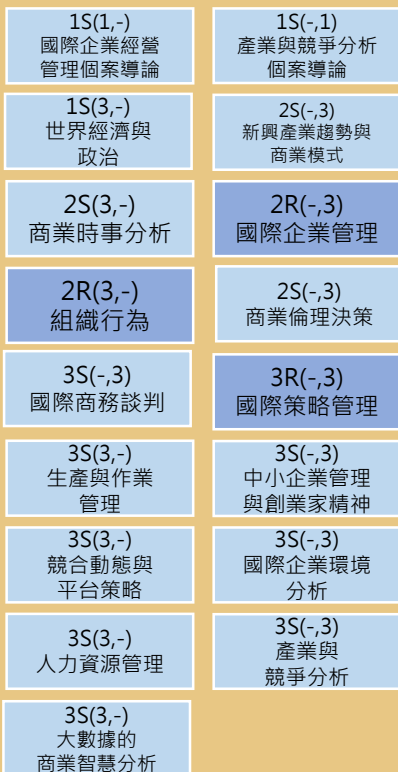 1S(1,-)
國際企業經營
管理個案導論
1S(-,1)
產業與競爭分析
個案導論
1S(3,-)
世界經濟與
政治
2S(-,3)
新興產業趨勢與
商業模式
2S(3,-)
商業時事分析
2R(-,3)
國際企業管理
2R(3,-)
組織行為
2S(-,3)
商業倫理決策
3S(-,3)
國際商務談判
3R(-,3)
國際策略管理
3S(3,-)
生產與作業
管理
3S(-,3)
中小企業管理
與創業家精神
3S(3,-)
競合動態與
平台策略
3S(-,3)
國際企業環境
分析
3S(3,-)
人力資源管理
3S(-,3)
產業與
競爭分析
3S(3,-)
大數據的
商業智慧分析